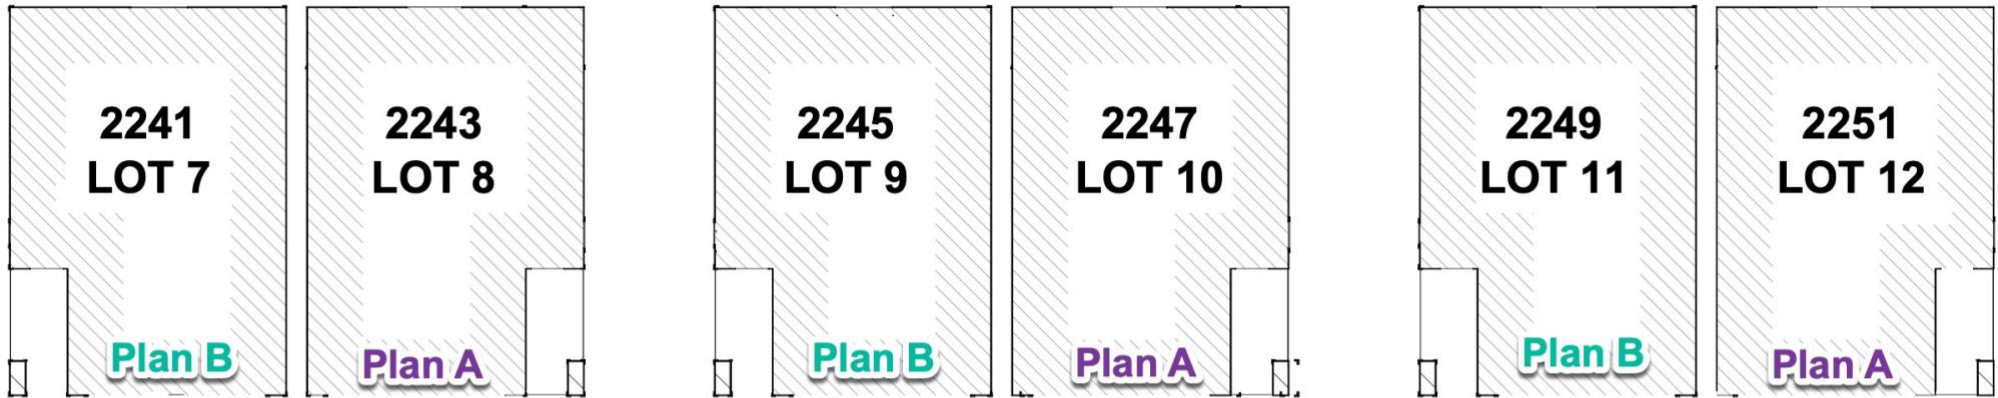 2241
LOT 7
Plan B
2243
LOT 8
Plan A
2245
LOT 9
Plan B
2247
LOT 10
Plan A
2249
LOT 11
Plan B
2251
LOT 12
Plan A